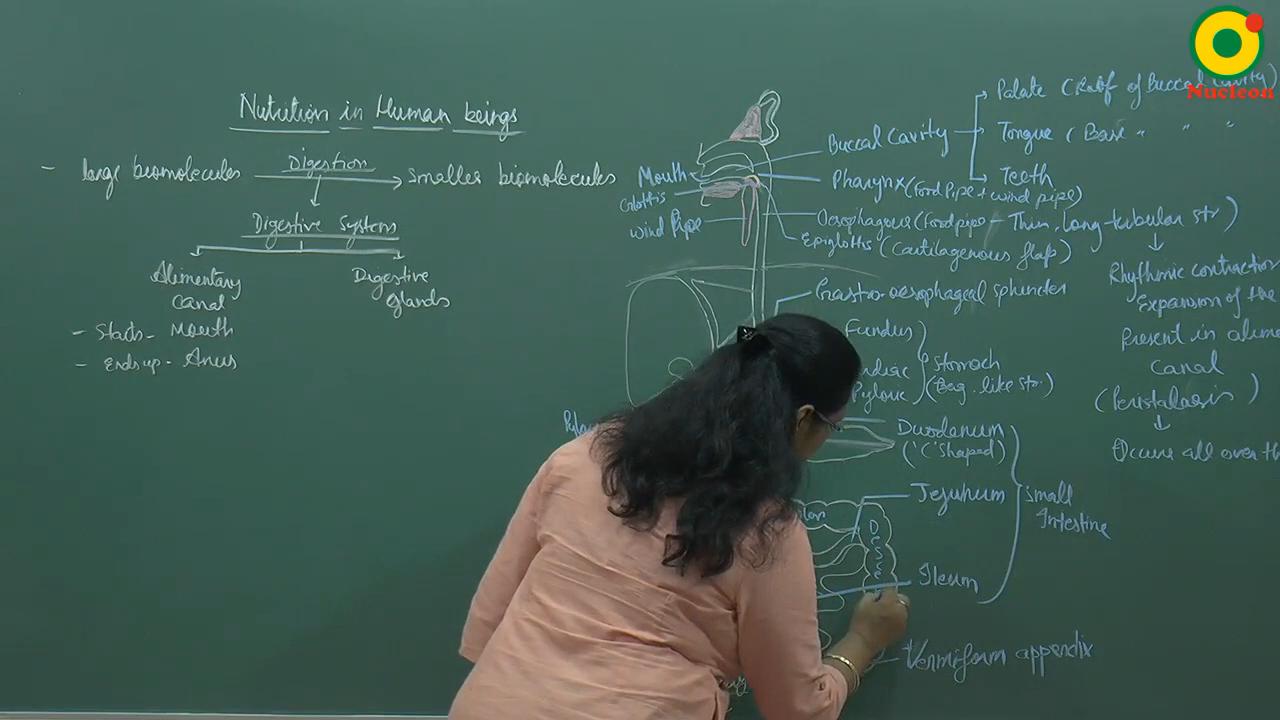 Nucleon
Nutrition in Human beings
- large biomolecules Digestion smaller biomolecules
Digestive System
Alimentary Canal
Digestive glands
- Starts - Mouth
- Ends up - Anus
Mouth
Glottis
Wind Pipe
Buccal Cavity
Palate (Roof of Buccal Cavity)
Tongue (Base " " "
Teeth
Pharynx (Food Pipe + wind pipe)
Oesophagous (Food pipe - Thin, long tubular str)
Epiglottis (Cartilagenous flap)
Gastro-oesophageal sphincter
Rhythmic contraction
Expansion of the
Present in alime
Canal
(Peristalasis)
Occurs all over th
Fundus
rdiac
Pyloric
Stomach
(Bag like str.)
Pylo
Duodenum
('C' Shaped)
Jejunum
Ileum
Small
Intestine
lon
Desce
Vermiform appendix